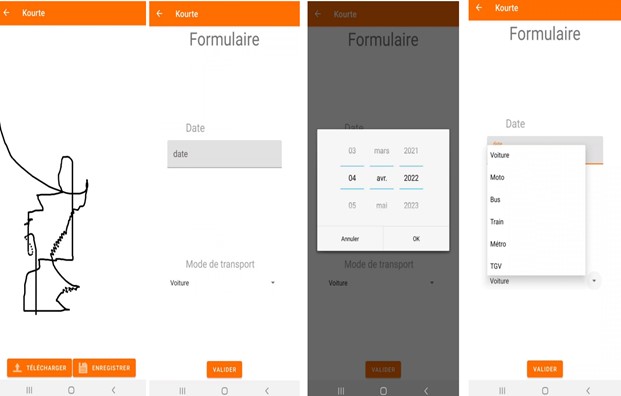 Kourte
TÉLÉCHARGER
ENREGISTRER
Kourte
Formulaire
Date
date
Mode de transport
Voiture
VALIDER
Kourte
Formulaire
03 mars 2021
04 avr. 2022
05 mai 2023
Annuler OK
Mode de transport
Voiture
VALIDER
Kourte
Formulaire
Date
date
Voiture
Moto
Bus
Train
Métro
TGV
Voiture
VALIDER